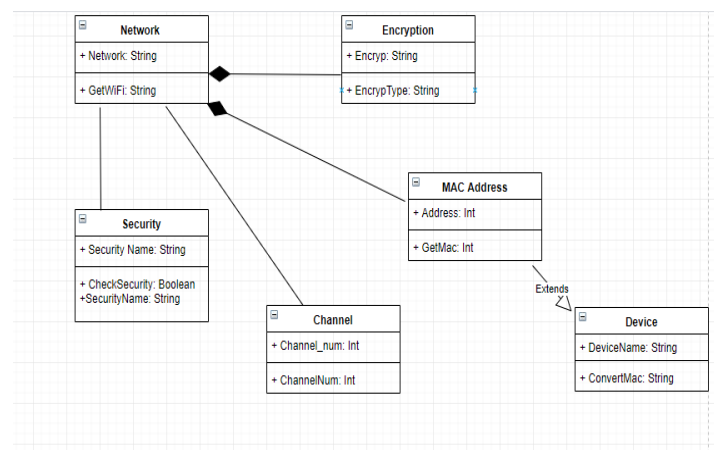 Network
+ Network: String
+ GetWiFi: String
Encryption
+ Encryp: String
+ EncrypType: String
MAC Address
+ Address: Int
+ GetMac: Int
Security
+ Security Name: String
+ CheckSecurity: Boolean
+SecurityName: String
Extends
Channel
+ Channel_num: Int
+ ChannelNum: Int
Device
+ DeviceName: String
+ ConvertMac: String